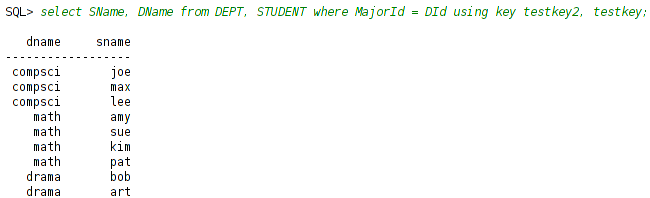 SQL> select SName, DName from DEPT, STUDENT where MajorId = DId using key testkey2, testkey;
dname sname
------------------
compsci joe
compsci max
compsci lee
math amy
math sue
math kim
math pat
drama bob
drama art